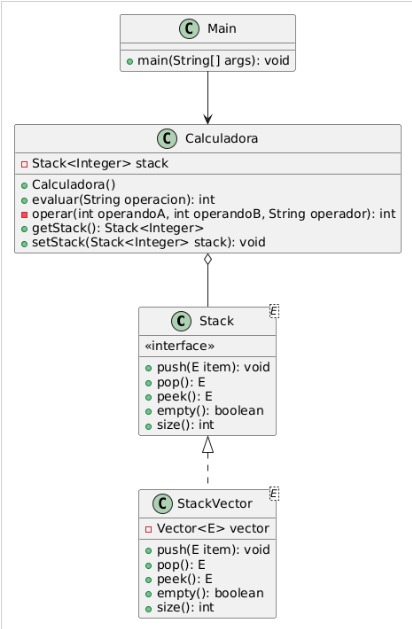 C Main
main(String[] args): void
C Calculadora
Stack<Integer> stack
Calculadora()
evaluar(String operacion): int
operar(int operandoA, int operandoB, String operador): int
getStack(): Stack<Integer>
setStack(Stack<Integer> stack): void
C Stack E
«interface»
push(E item): void
pop(): E
peek(): E
empty(): boolean
size(): int
C StackVector E
Vector<E> vector
push(E item): void
pop(): E
peek(): E
empty(): boolean
size(): int